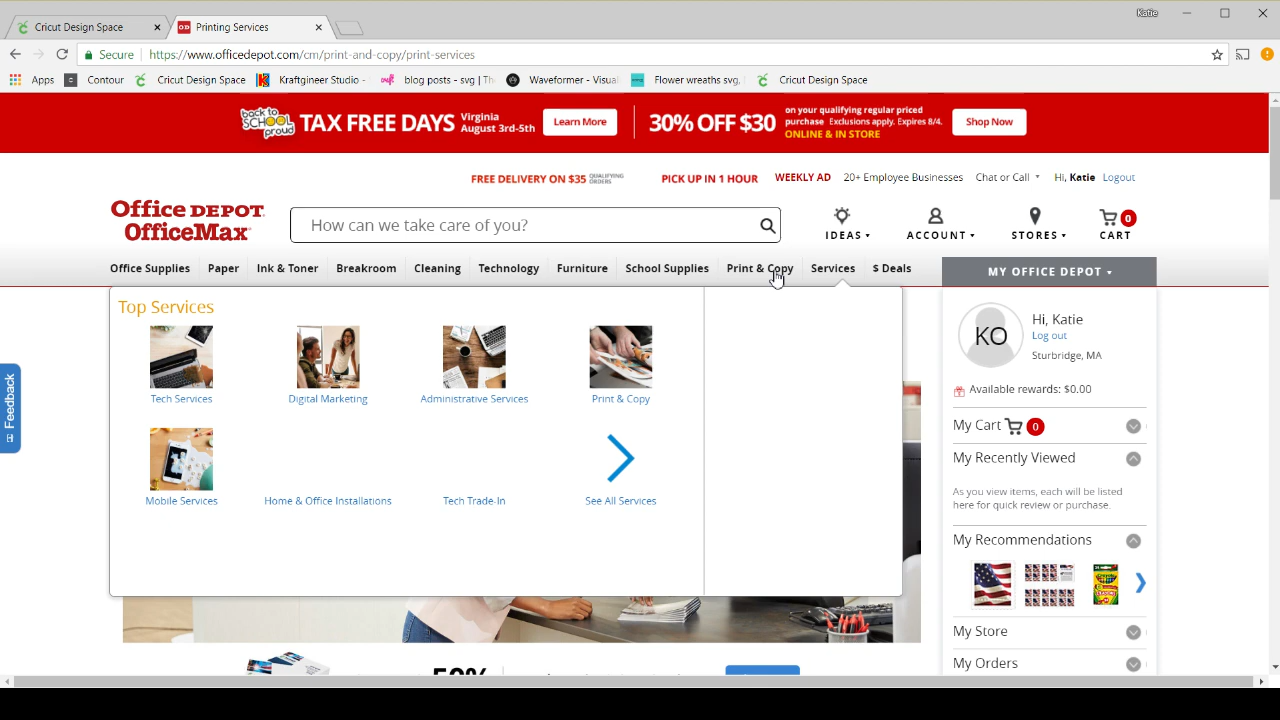 Katie
Cricut Design Space
Printing Services
Secure https://www.officedepot.com/cm/print-and-copy/print-services
Apps Contour Cricut Design Space Kraftgineer Studio - blog posts - svg | Th Waveformer - Visual Flower wreathsvg, Cricut Design Space
back to SCHOOL proud
TAX FREE DAYS
Virginia
August 3rd-5th
Learn More
30% OFF $30
on your qualifying regular priced
purchase Exclusions apply. Expires 8/4.
ONLINE & IN STORE
Shop Now
FREE DELIVERY ON $35 QUALIFYING ORDERS
PICK UP IN 1 HOUR
WEEKLY AD
20+ Employee Businesses
Chat or Call
Hi, Katie Logout
Office DEPOT
OfficeMax
How can we take care of you?
IDEAS
ACCOUNT
STORES
0
CART
Office Supplies Paper Ink & Toner Breakroom Cleaning Technology Furniture School Supplies Print & Copy Services $ Deals
MY OFFICE DEPOT
Top Services
Tech Services Digital Marketing Administrative Services Print & Copy
Mobile Services Home & Office Installations Tech Trade-In See All Services
KO
Hi, Katie
Log out
Sturbridge, MA
Available rewards: $0.00
My Cart 0
My Recently Viewed
As you view items, each will be listed
here for quick review or purchase.
My Recommendations
My Store
My Orders
Feedback
50%